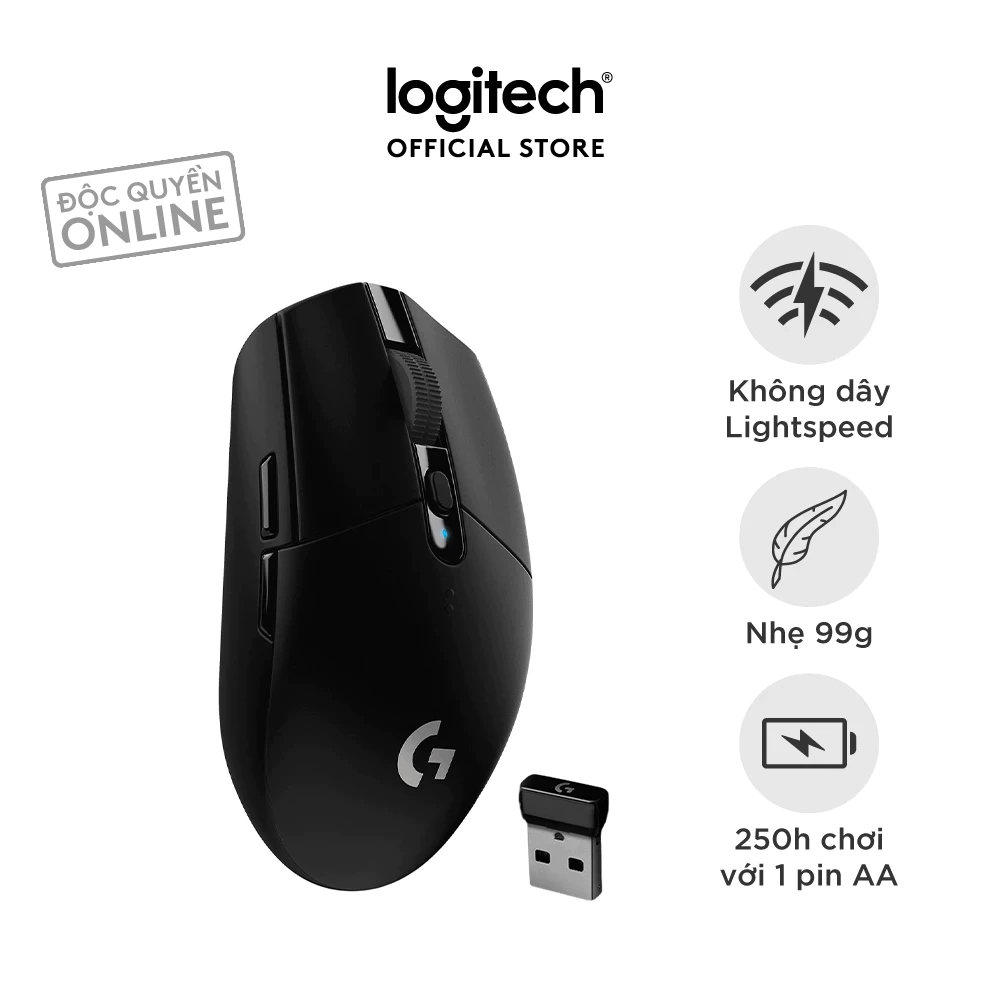 logitech®
OFFICIAL STORE
ĐỘC QUYỀN
ONLINE
Không dây
Lightspeed
Nhẹ 99g
250h chơi
với 1 pin AA